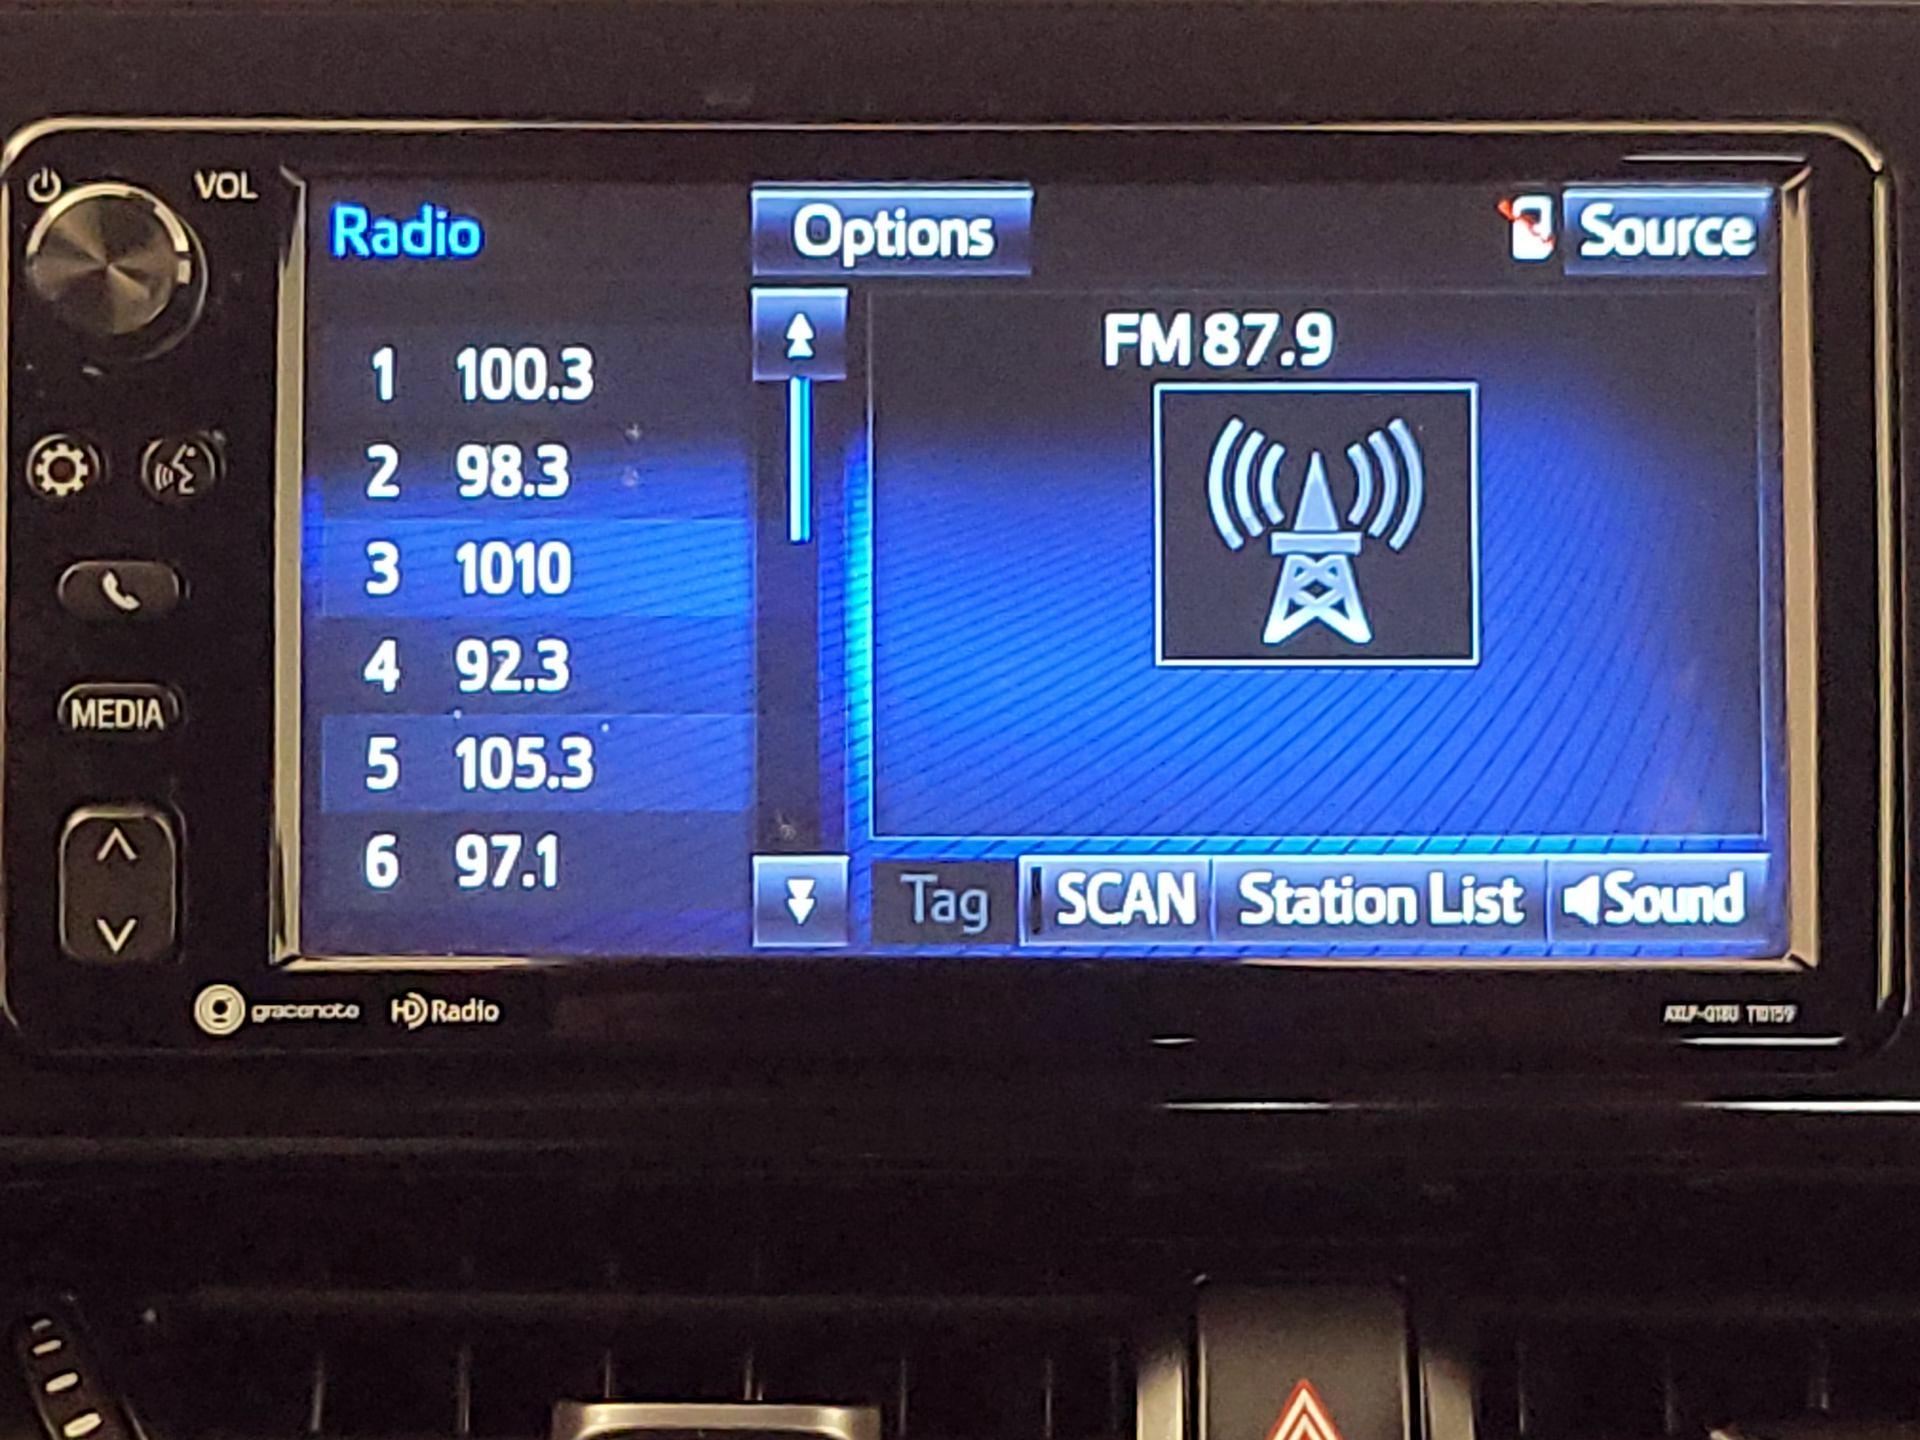 VOL
Radio
Options
Source
1 100.3
2 98.3
3 1010
4 92.3
5 105.3
6 97.1
FM 87.9
MEDIA
Tag
SCAN
Station List
Sound
gracenote
HD Radio